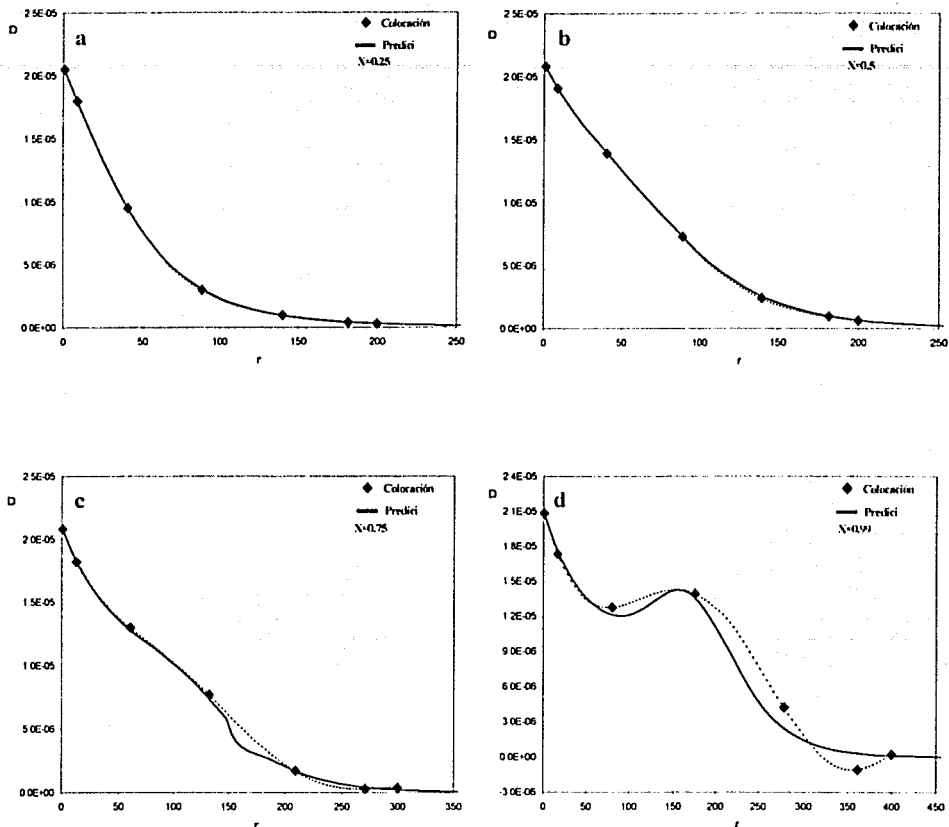 a
D
2.5E-05
2.0E-05
1.5E-05
1.0E-05
5.0E-06
0.0E+00
0 50 100 150 200 250
r
Colocación
Predici
X=0.25
b
D
2.5E-05
2.0E-05
1.5E-05
1.0E-05
5.0E-06
0.0E+00
0 50 100 150 200 250
r
Colocación
Predici
X=0.5
c
D
2.5E-05
2.0E-05
1.5E-05
1.0E-05
5.0E-06
0.0E+00
0 50 100 150 200 250 300 350
r
Colocación
Predici
X=0.75
d
D
2.4E-05
2.1E-05
1.8E-05
1.5E-05
1.2E-05
9.0E-06
6.0E-06
3.0E-06
0.0E+00
-3.0E-06
0 50 100 150 200 250 300 350 400 450
r
Colocación
Predici
X=0.99